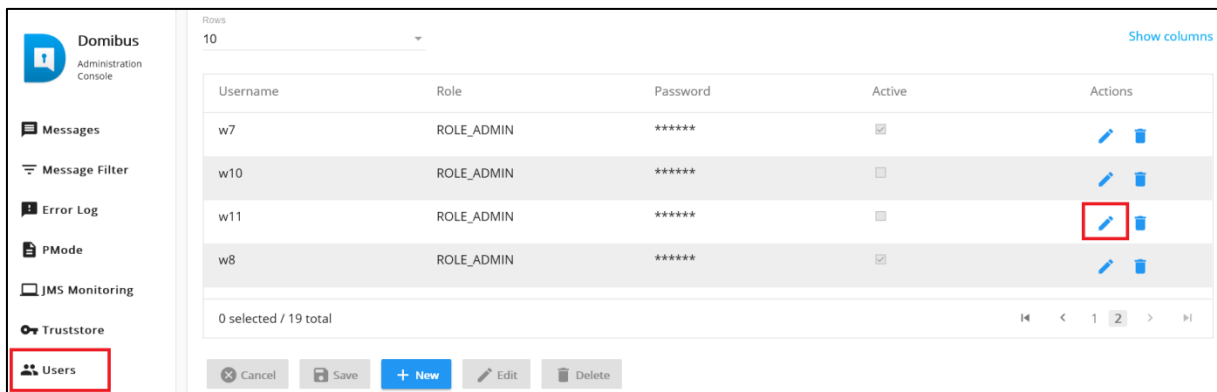 Domibus
Administration
Console
Messages
Message Filter
Error Log
PMode
JMS Monitoring
Truststore
Users
Rows
10
Show columns
Username Role Password Active Actions
w7 ROLE_ADMIN ******
w10 ROLE_ADMIN ******
w11 ROLE_ADMIN ******
w8 ROLE_ADMIN ******
0 selected / 19 total
1 2
Cancel Save + New Edit Delete